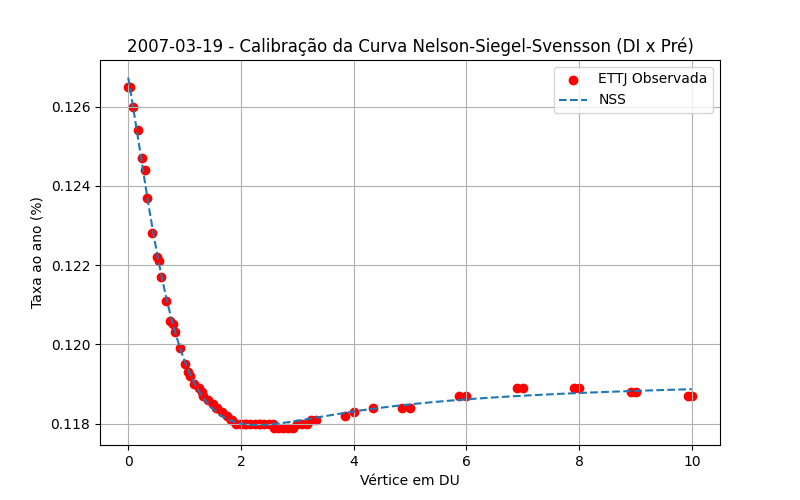 2007-03-19 - Calibração da Curva Nelson-Siegel-Svensson (DI x Pré)
ETTJ Observada
NSS
Taxa ao ano (%)
0.126
0.124
0.122
0.120
0.118
0 2 4 6 8 10
Vértice em DU